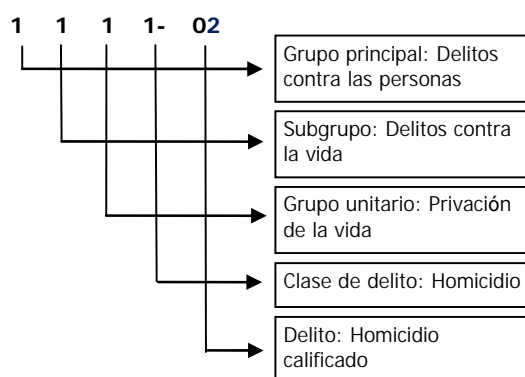 1 1 1 1- 02
Grupo principal: Delitos
contra las personas
Subgrupo: Delitos contra
la vida
Grupo unitario: Privación
de la vida
Clase de delito: Homicidio
Delito: Homicidio
calificado